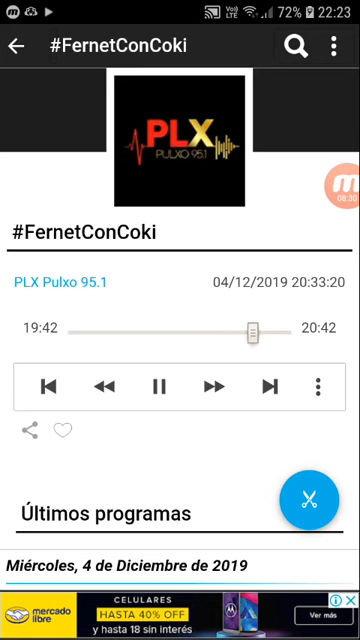 72% 22:23
Vo)) LTE
#FernetConCoki
PLX
PULXO 95.1
08:30
#FernetConCoki
PLX Pulxo 95.1
04/12/2019 20:33:20
19:42
20:42
Últimos programas
Miércoles, 4 de Diciembre de 2019
mercado
libre
CELULARES
HASTA 40% OFF
y hasta 18 sin interés
Ver más